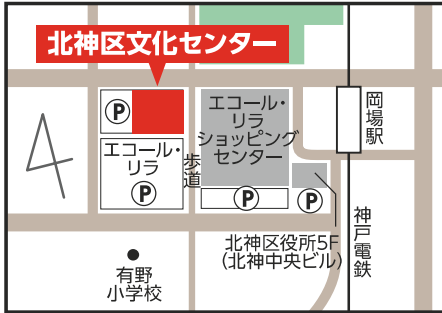 北神区文化センター
P
エコール・
リラ
ショッピング
センター
岡場駅
エコール・
リラ
P
歩道
P
P
北神区役所5F
(北神中央ビル)
神戸電鉄
有野
小学校